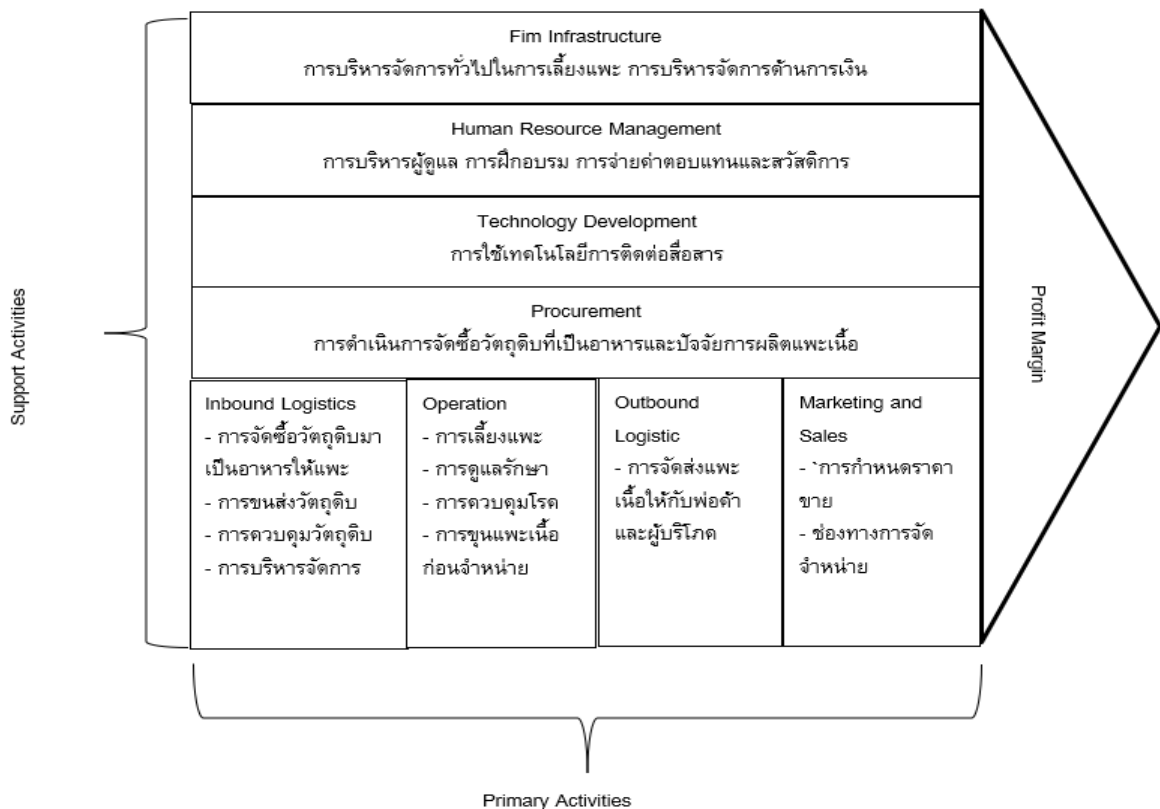 Fim Infrastructure
การบริหารจัดการทั่วไปในการเลี้ยงแพะ การบริหารจัดการด้านการเงิน
Human Resource Management
การบริหารผู้ดูแล การฝึกอบรม การจ่ายค่าตอบแทนและสวัสดิการ
Technology Development
การใช้เทคโนโลยีการติดต่อสื่อสาร
Procurement
การดำเนินการจัดซื้อวัตถุดิบที่เป็นอาหารและปัจจัยการผลิตแพะเนื้อ
Support Activities
Profit Margin
Inbound Logistics
- การจัดซื้อวัตถุดิบมา
เป็นอาหารให้แพะ
- การขนส่งวัตถุดิบ
- การควบคุมวัตถุดิบ
- การบริหารจัดการ
Operation
- การเลี้ยงแพะ
- การดูแลรักษา
- การควบคุมโรค
- การขุนแพะเนื้อ
ก่อนจำหน่าย
Outbound
Logistic
- การจัดส่งแพะ
เนื้อให้กับพ่อค้า
และผู้บริโภค
Marketing and
Sales
- `การกำหนดราคา
ขาย
- ช่องทางการจัด
จำหน่าย
Primary Activities